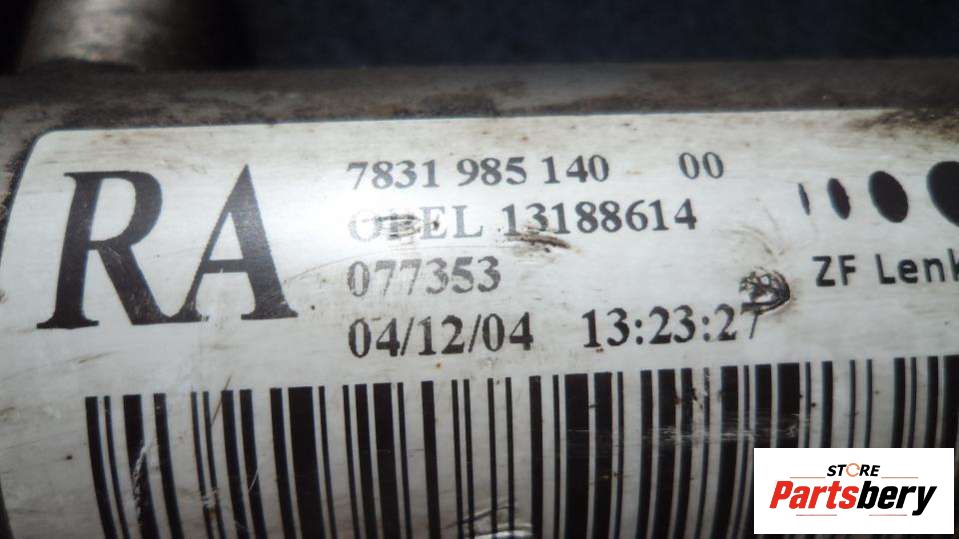 RA
7831 985 140 00
OPEL 13188614
077353
04/12/04 13:23:27
ZF Lenk
STORE
Partsbery